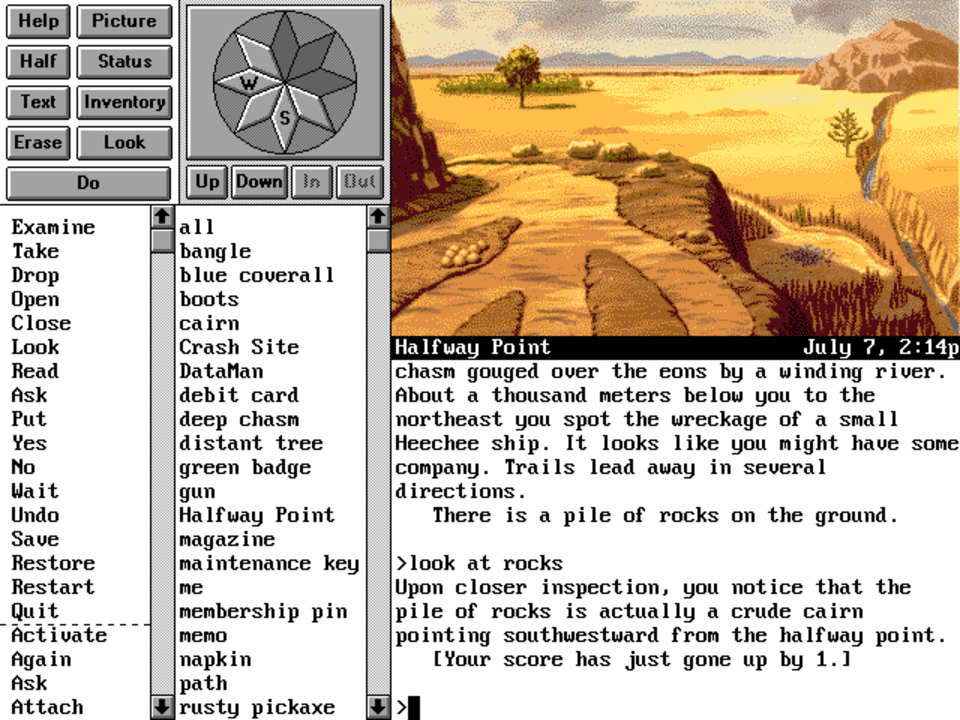 Help
Picture
Half
Status
Text
Inventory
Erase
Look
Do
W
S
Up
Down
In
Out
Examine
Take
Drop
Open
Close
Look
Read
Ask
Put
Yes
No
Wait
Undo
Save
Restore
Restart
Quit
Activate
Again
Ask
Attach
all
bangle
blue coverall
boots
cairn
Crash Site
DataMan
debit card
deep chasm
distant tree
green badge
gun
Halfway Point
magazine
maintenance key
me
membership pin
memo
napkin
path
rusty pickaxe
Halfway Point July 7, 2:14p
chasm gouged over the eons by a winding river.
About a thousand meters below you to the
northeast you spot the wreckage of a small
Heechee ship. It looks like you might have some
company. Trails lead away in several
directions.
There is a pile of rocks on the ground.
>look at rocks
Upon closer inspection, you notice that the
pile of rocks is actually a crude cairn
pointing southwestward from the halfway point.
[Your score has just gone up by 1.]
>